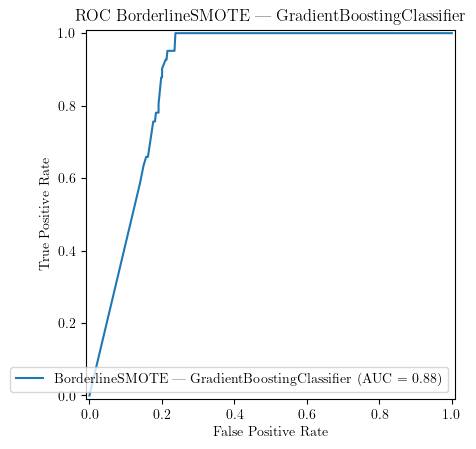 ROC BorderlineSMOTE — GradientBoostingClassifier
1.0
0.8
0.6
0.4
0.2
0.0
True Positive Rate
BorderlineSMOTE — GradientBoostingClassifier (AUC = 0.88)
0.0 0.2 0.4 0.6 0.8 1.0
False Positive Rate